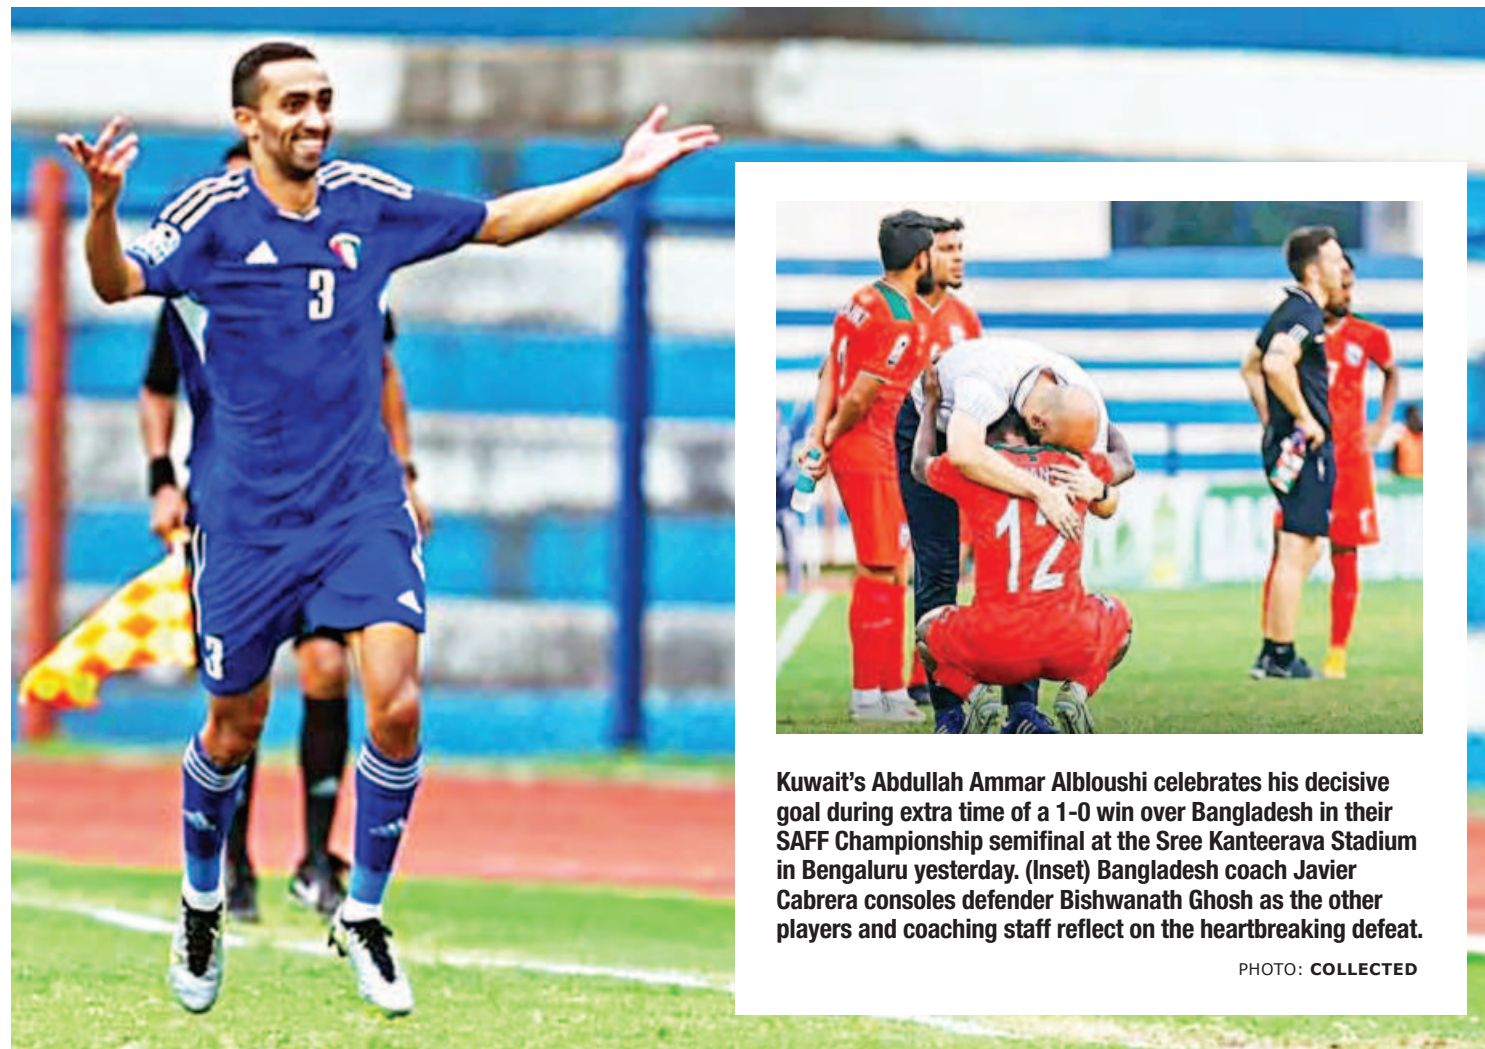 3
3
12
Kuwait’s Abdullah Ammar Albloushi celebrates his decisive
goal during extra time of a 1-0 win over Bangladesh in their
SAFF Championship semifinal at the Sree Kanteerava Stadium
in Bengaluru yesterday. (Inset) Bangladesh coach Javier
Cabrera consoles defender Bishwanath Ghosh as the other
players and coaching staff reflect on the heartbreaking defeat.
PHOTO: COLLECTED